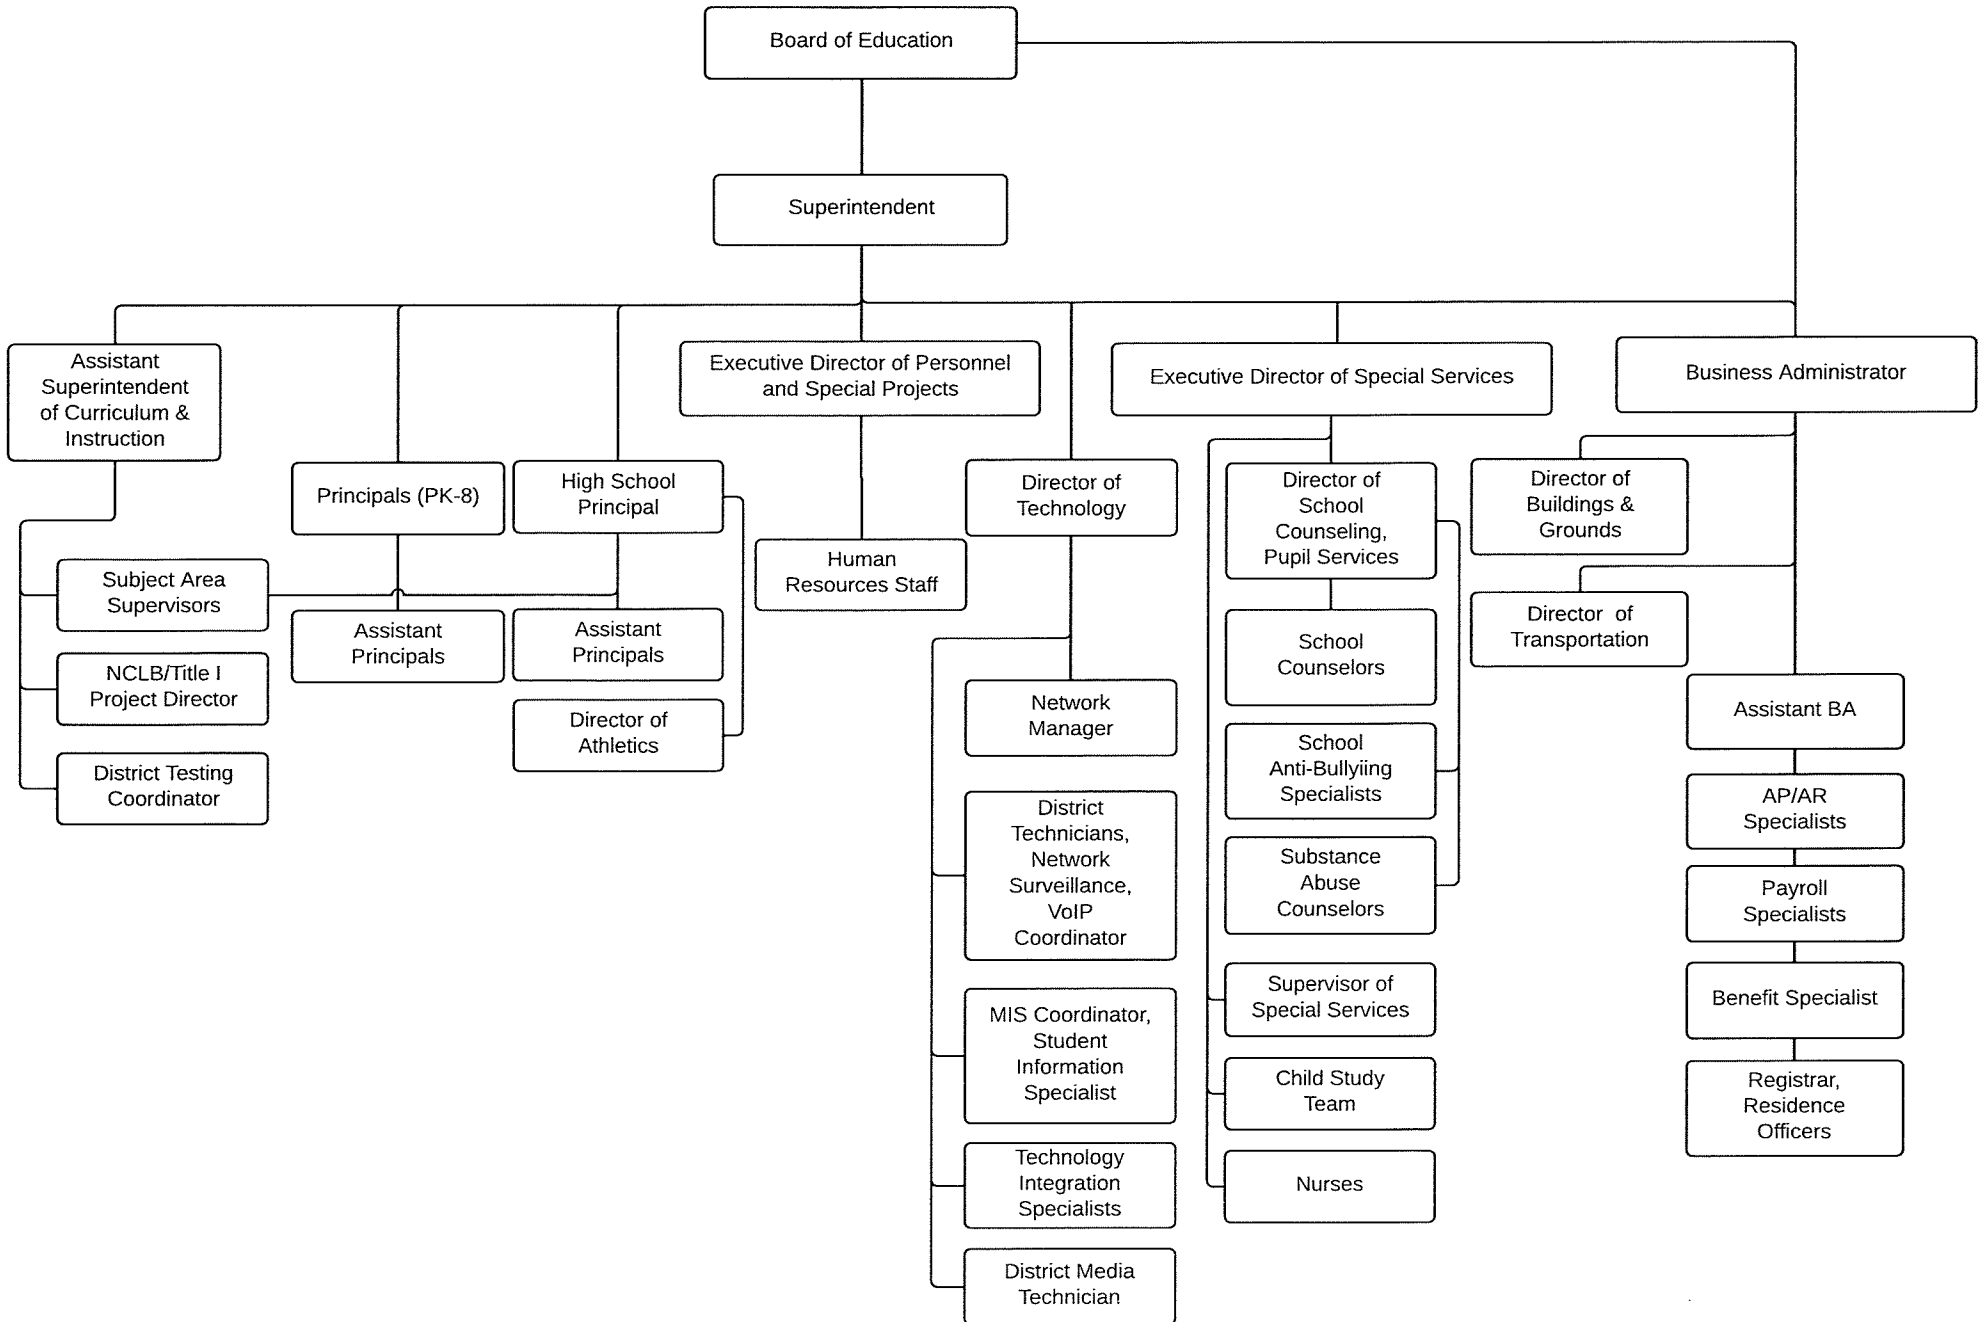 Board of Education
Superintendent
Assistant
Superintendent
of Curriculum &
Instruction
Executive Director of Personnel
and Special Projects
Executive Director of Special Services
Business Administrator
Principals (PK-8)
High School
Principal
Director of
Technology
Director of
School
Counseling,
Pupil Services
Director of
Buildings &
Grounds
Subject Area
Supervisors
Human
Resources Staff
Assistant
Principals
Assistant
Principals
School
Counselors
Director of
Transportation
NCLB/Title I
Project Director
Director of
Athletics
Network
Manager
School
Anti-Bullyiing
Specialists
Assistant BA
District Testing
Coordinator
District
Technicians,
Network
Surveillance,
VoIP
Coordinator
Substance
Abuse
Counselors
AP/AR
Specialists
Payroll
Specialists
MIS Coordinator,
Student
Information
Specialist
Supervisor of
Special Services
Benefit Specialist
Child Study
Team
Registrar,
Residence
Officers
Technology
Integration
Specialists
Nurses
District Media
Technician